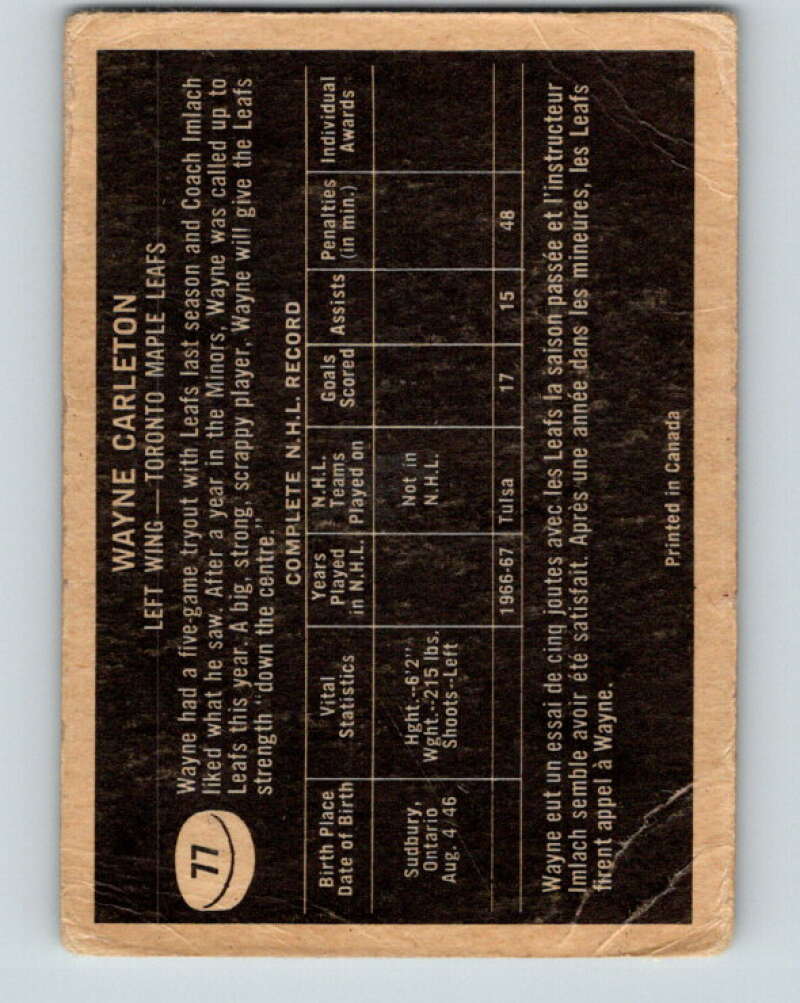 WAYNE CARLETON
LEFT WING — TORONTO MAPLE LEAFS
77
Wayne had a five-game tryout with Leafs last season and Coach Imlach
liked what he saw. After a year in the Minors, Wayne was called up to
Leafs this year. A big, strong, scrappy player, Wayne will give the Leafs
strength "down the centre."
COMPLETE N.H.L. RECORD
Birth Place
Date of Birth
Vital
Statistics
Years
Played
in N.H.L.
N.H.L.
Teams
Played on
Goals
Scored
Assists
Penalties
(in min.)
Individual
Awards
Sudbury,
Ontario
Aug. 4/46
Hght.--6'2"
Wght.-215 lbs.
Shoots--Left
Not in
N.H.L.
1966-67 Tulsa 17 15 48
Wayne eut un essai de cinq joutes avec les Leafs la saison passée et l'instructeur
Imlach semble avoir été satisfait. Après une année dans les mineures, les Leafs
firent appel à Wayne.
Printed in Canada